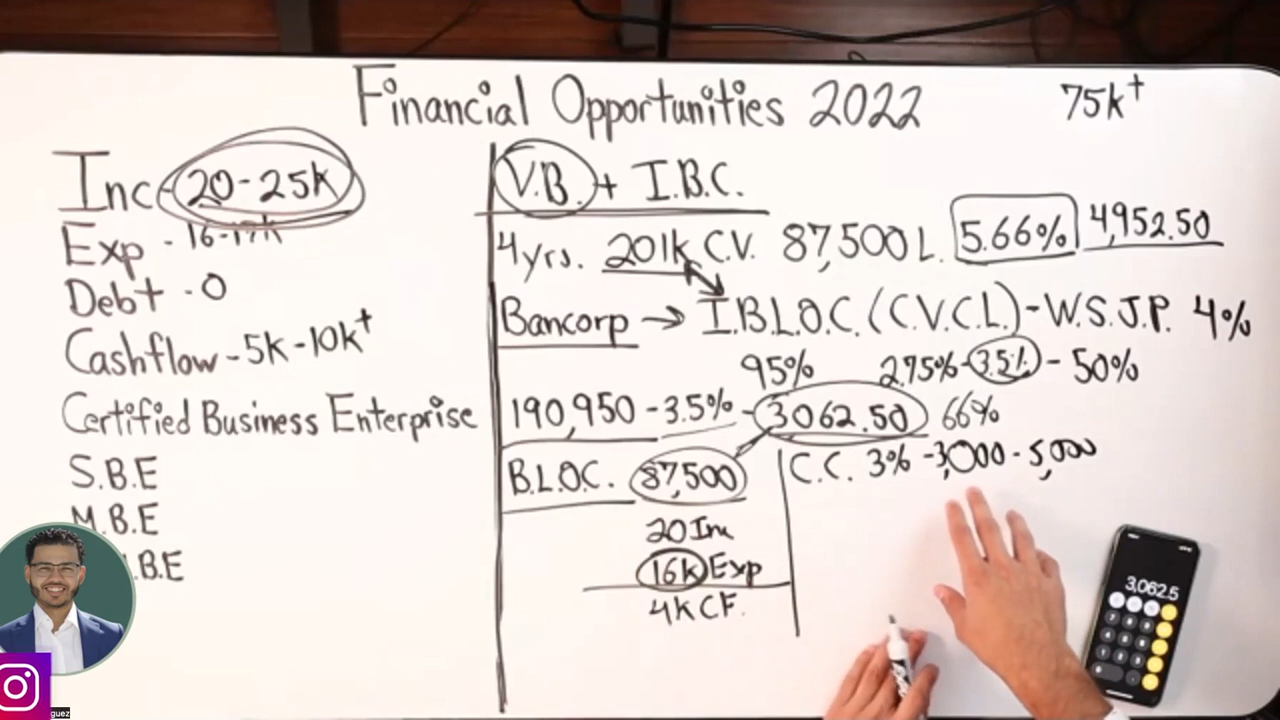 Financial Opportunities 2022
75k+
Inc - 20-25k
Exp - 16-17k
Debt - 0
Cashflow - 5k - 10k+
Certified Business Enterprise
S.B.E
M.B.E
.B.E
V.B. + I.B.C.
4yrs. 201k C.V. 87,500 L. 5.66% 4,952.50
Bancorp → I.B.L.O.C. (C.V.C.L.) - W.S.J.P. 4%
95% 2.75% - 3.5% - 50%
190,950 - 3.5% - 3062.50 66%
B.L.O.C. 87,500
C.C. 3% - 3,000 - 5,000
20 Inc
16k Exp
4k CF.
3,062.5
guez